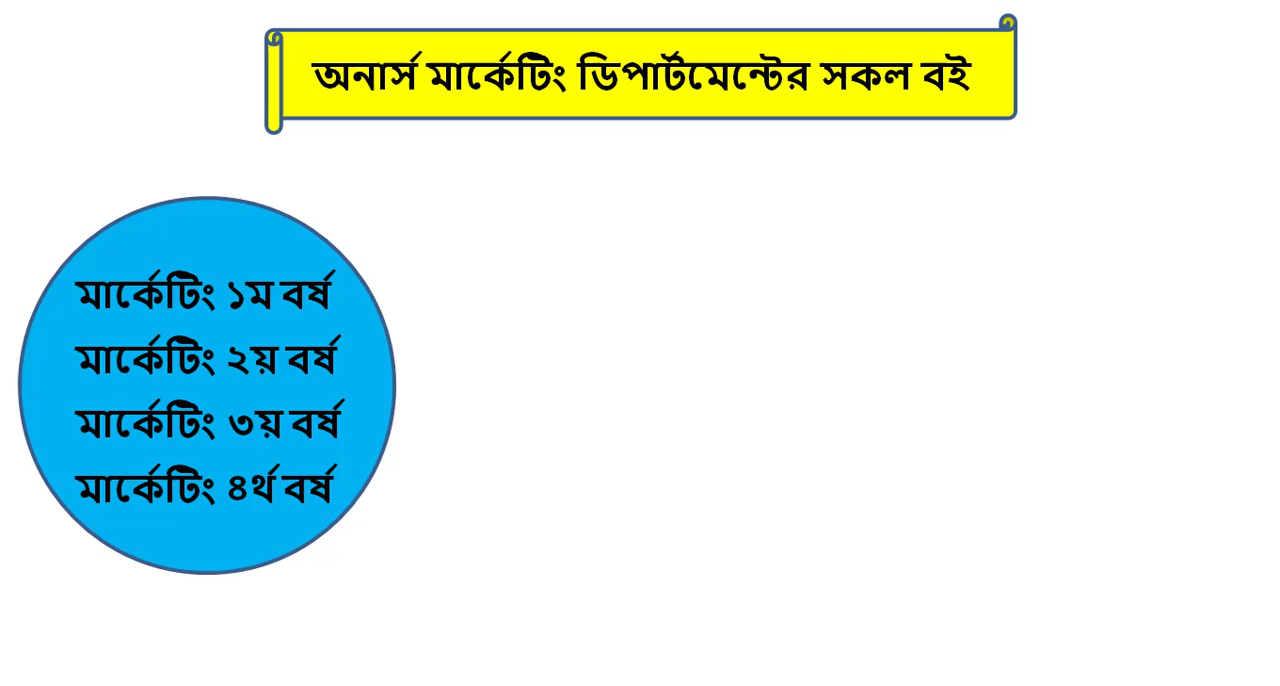 অনার্স মার্কেটিং ডিপার্টমেন্টের সকল বই
মার্কেটিং ১ম বর্ষ
মার্কেটিং ২য় বর্ষ
মার্কেটিং ৩য় বর্ষ
মার্কেটিং ৪র্থ বর্ষ